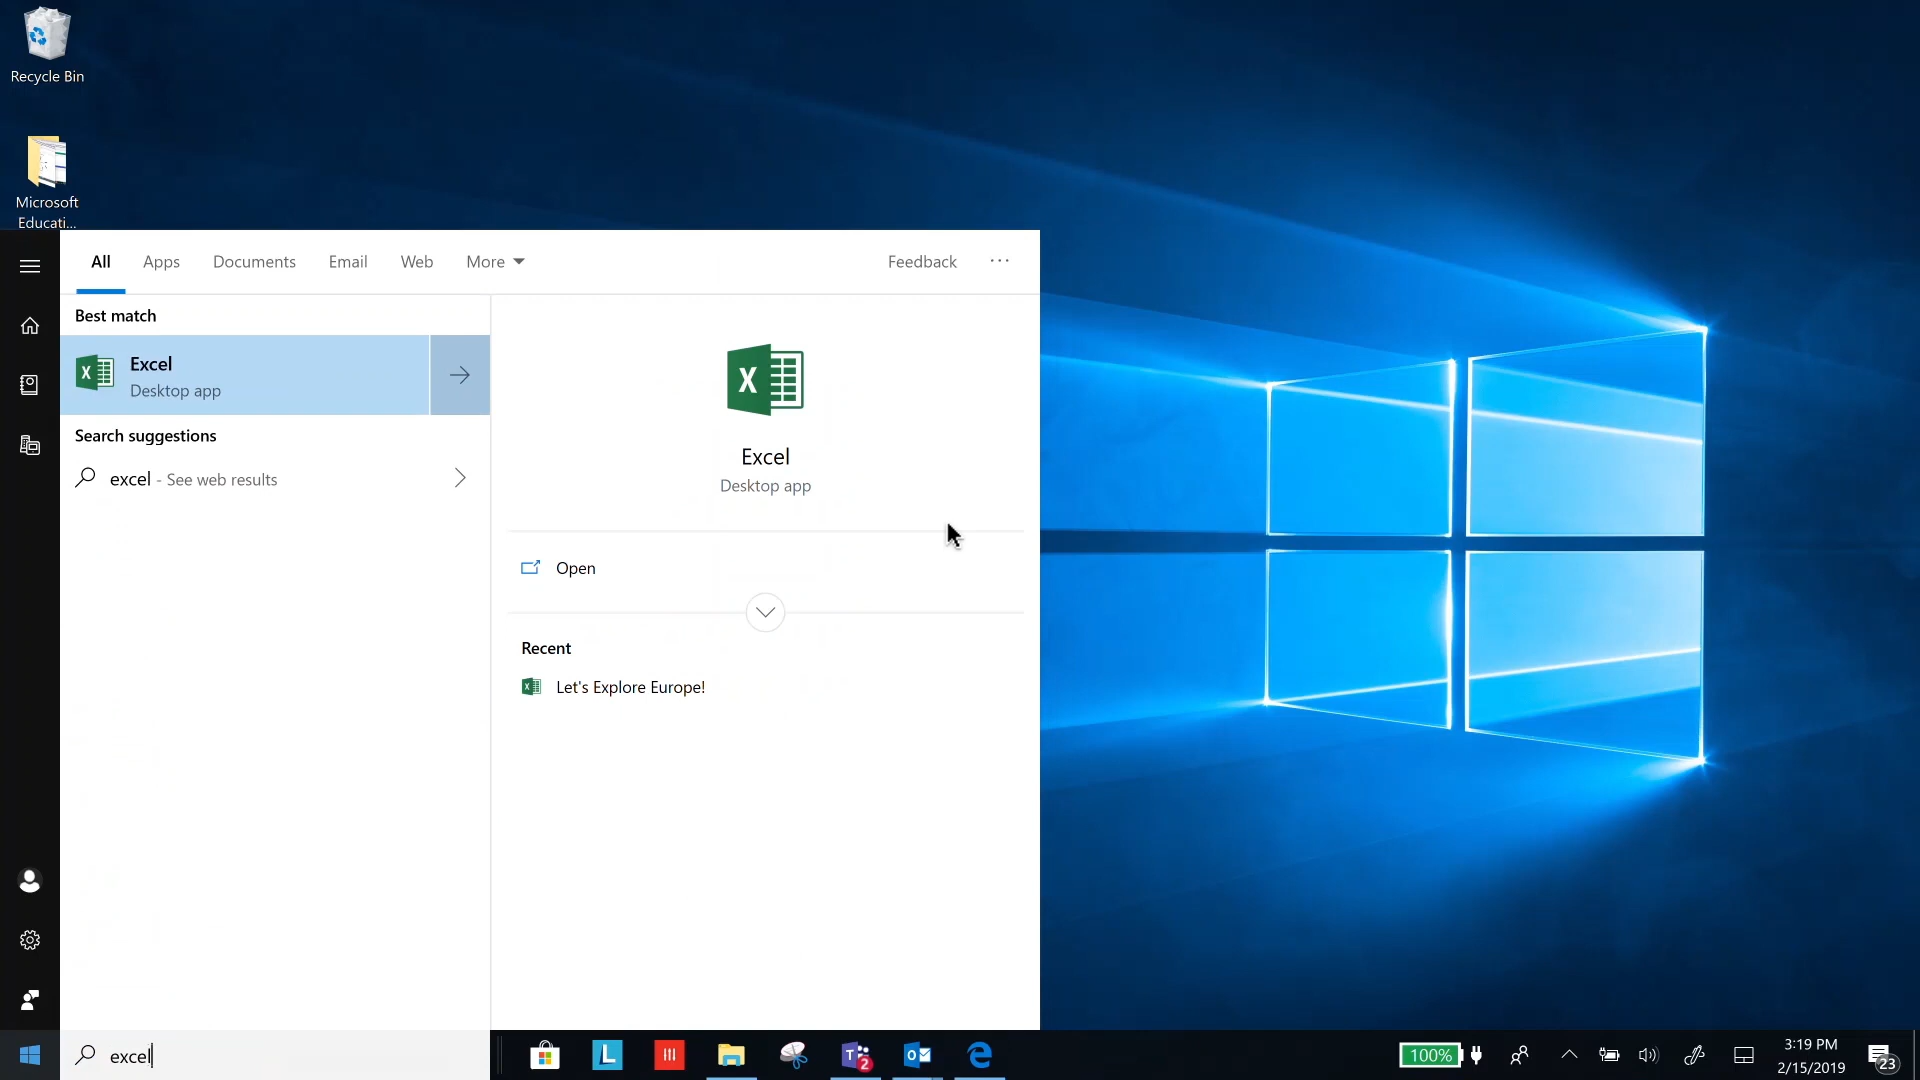 Recycle Bin
Microsoft
Educati...
All Apps Documents Email Web More Feedback ...
Best match
Excel
Desktop app
Search suggestions
excel - See web results
Excel
Desktop app
Open
Recent
Let's Explore Europe!
excel
L
T 2
100%
3:19 PM
2/15/2019
23